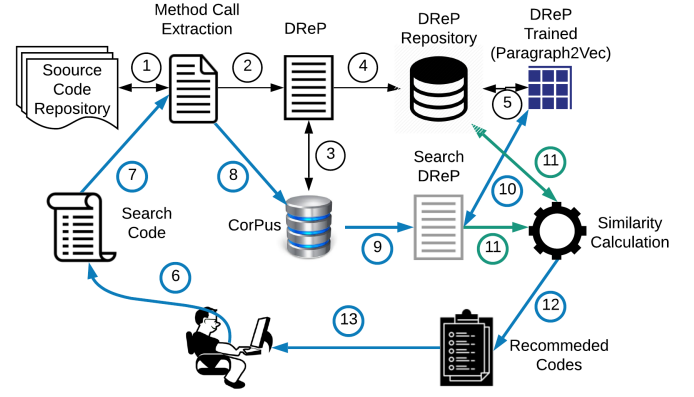 Method Call
Extraction
DReP
DReP
Repository
DReP
Trained
(Paragraph2Vec)
Soource
Code
Repository
1
2
4
5
3
7
8
Search
DReP
10
11
Search
Code
CorPus
9
11
Similarity
Calculation
6
12
13
Recommeded
Codes